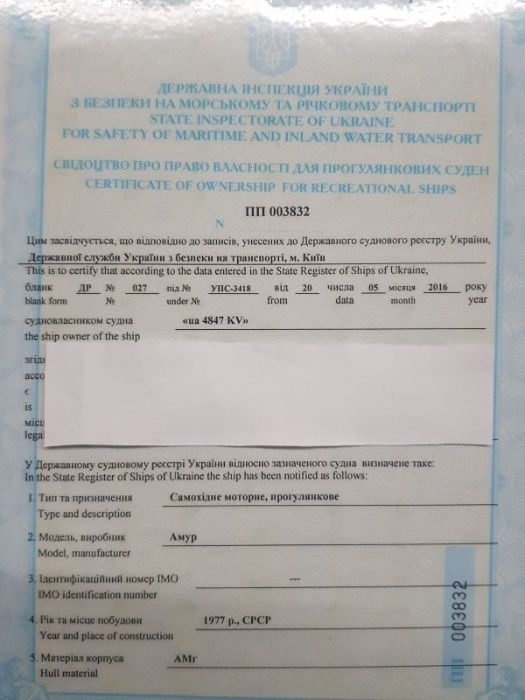 ДЕРЖАВНА ІНСПЕКЦІЯ УКРАЇНИ
З БЕЗПЕКИ НА МОРСЬКОМУ ТА РІЧКОВОМУ ТРАНСПОРТІ
STATE INSPECTORATE OF UKRAINE
FOR SAFETY OF MARITIME AND INLAND WATER TRANSPORT
СВІДОЦТВО ПРО ПРАВО ВЛАСНОСТІ ДЛЯ ПРОГУЛЯНКОВИХ СУДЕН
CERTIFICATE OF OWNERSHIP FOR RECREATIONAL SHIPS
ПП 003832
N
Цим засвідчується, що відповідно до записів, унесених до Державного суднового реєстру України,
Державної служби України з безпеки на транспорті, м. Київ
This is to certify that according to the data entered in the State Register of Ships of Ukraine,
бланк ДР № 027 під № УПС-3418 від 20 числа 05 місяця 2016 року
blank form № under № from data month year
судновласником судна «ua 4847 KV»
the ship owner of the ship
згід
acco
є
is
місц
legal
У Державному судновому реєстрі України відносно зазначеного судна визначене таке:
In the State Register of Ships of Ukraine the ship has been notified as follows:
1. Тип та призначення Самохідне моторне, прогулянкове
Type and description
2. Модель, виробник Амур
Model, manufacturer
3. Ідентифікаційний номер ІМО ---
IMO identification number
4. Рік та місце побудови 1977 р., СРСР
Year and place of construction
5. Матеріал корпуса АМг
Hull material
ПП 003832